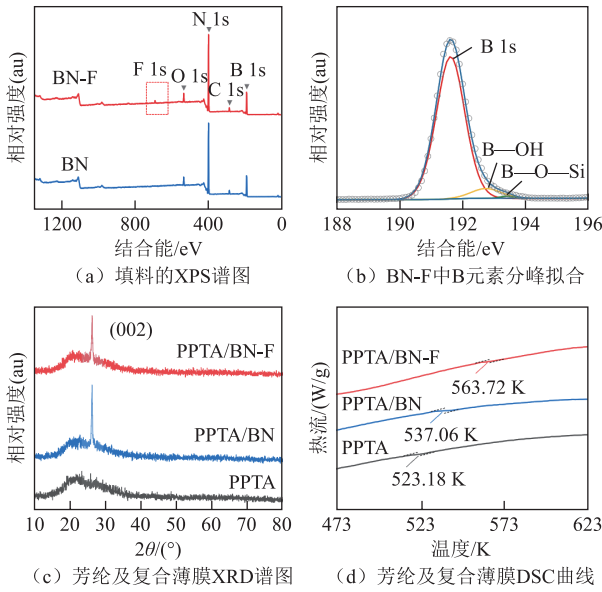 相对强度(au)
BN-F
F 1s
O 1s
N 1s
C 1s
B 1s
BN
1200 800 400 0
结合能/eV
(a) 填料的XPS谱图
相对强度(au)
B 1s
B—OH
B—O—Si
188 190 192 194 196
结合能/eV
(b) BN-F中B元素分峰拟合
相对强度(au)
(002)
PPTA/BN-F
PPTA/BN
PPTA
10 20 30 40 50 60 70 80
2θ/(°)
(c) 芳纶及复合薄膜XRD谱图
热流/(W/g)
PPTA/BN-F
563.72 K
PPTA/BN
537.06 K
PPTA
523.18 K
473 523 573 623
温度/K
(d) 芳纶及复合薄膜DSC曲线